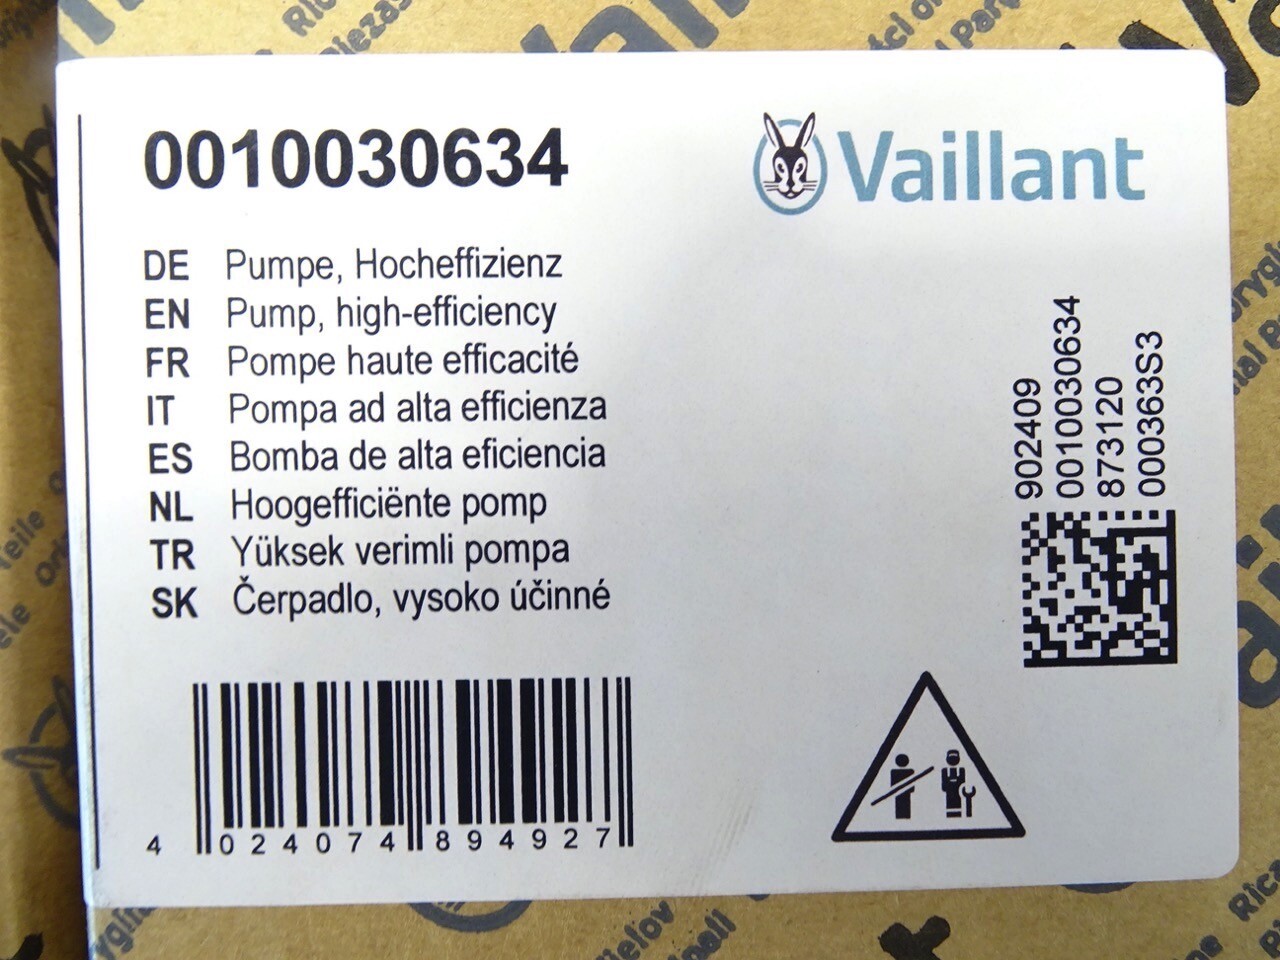 0010030634
Vaillant
DE Pumpe, Hocheffizienz
EN Pump, high-efficiency
FR Pompe haute efficacité
IT Pompa ad alta efficienza
ES Bomba de alta eficiencia
NL Hoogefficiënte pomp
TR Yüksek verimli pompa
SK Čerpadlo, vysoko účinné
902409
0010030634
873120
000363S3
4 024074 894927